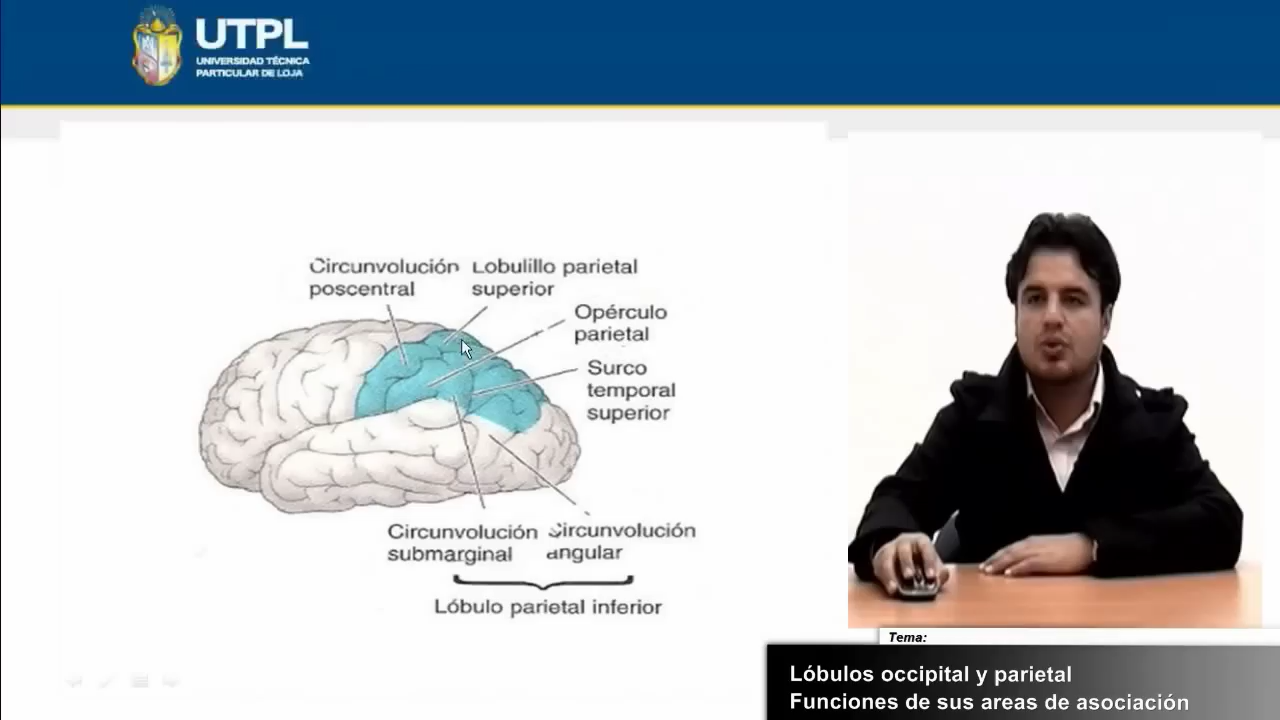 UTPL
UNIVERSIDAD TÉCNICA
PARTICULAR DE LOJA
Circunvolución
poscentral
Lobulillo parietal
superior
Opérculo
parietal
Surco
temporal
superior
Circunvolución
submarginal
Circunvolución
angular
Lóbulo parietal inferior
Tema:
Lóbulos occipital y parietal
Funciones de sus areas de asociación